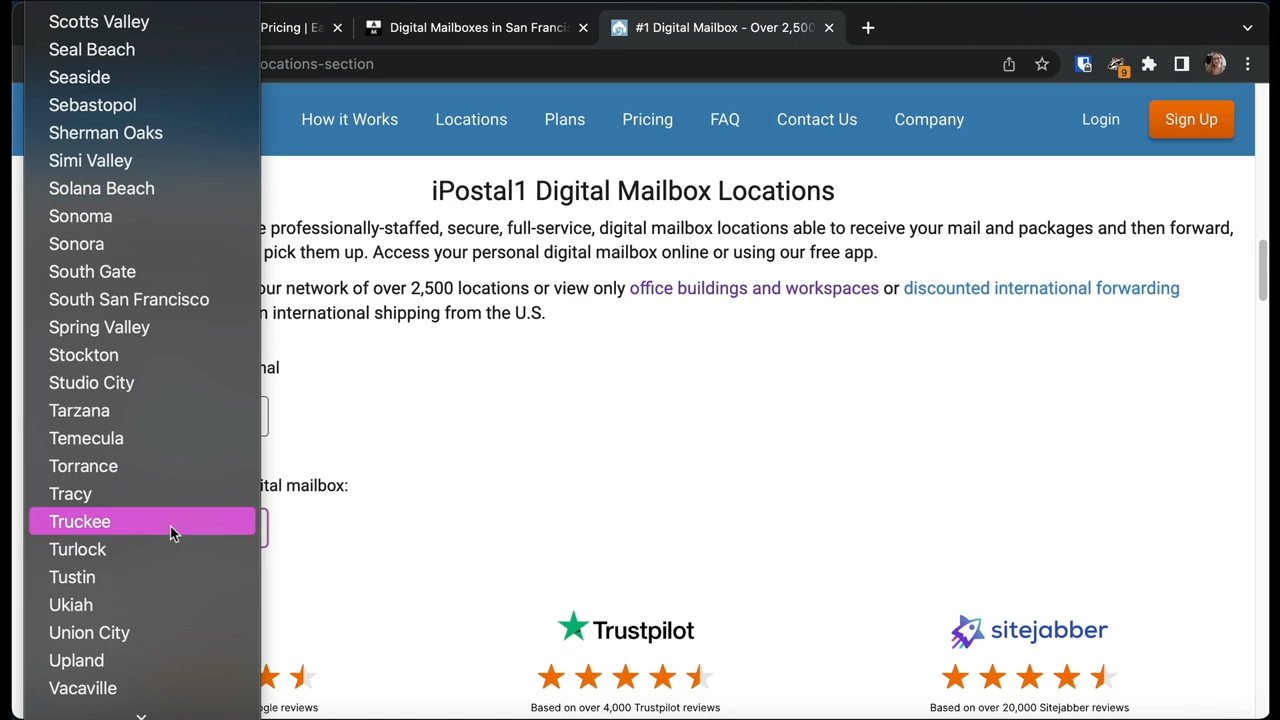 Scotts Valley
Seal Beach
Seaside
Sebastopol
Sherman Oaks
Simi Valley
Solana Beach
Sonoma
Sonora
South Gate
South San Francisco
Spring Valley
Stockton
Studio City
Tarzana
Temecula
Torrance
Tracy
Truckee
Turlock
Tustin
Ukiah
Union City
Upland
Vacaville
Pricing | Ea
Digital Mailboxes in San Francis
#1 Digital Mailbox - Over 2,500
ocations-section
9
How it Works Locations Plans Pricing FAQ Contact Us Company Login Sign Up
iPostal1 Digital Mailbox Locations
e professionally-staffed, secure, full-service, digital mailbox locations able to receive your mail and packages and then forward,
pick them up. Access your personal digital mailbox online or using our free app.
our network of over 2,500 locations or view only office buildings and workspaces or discounted international forwarding
n international shipping from the U.S.
nal
ital mailbox:
Trustpilot
sitejabber
gle reviews
Based on over 4,000 Trustpilot reviews
Based on over 20,000 Sitejabber reviews